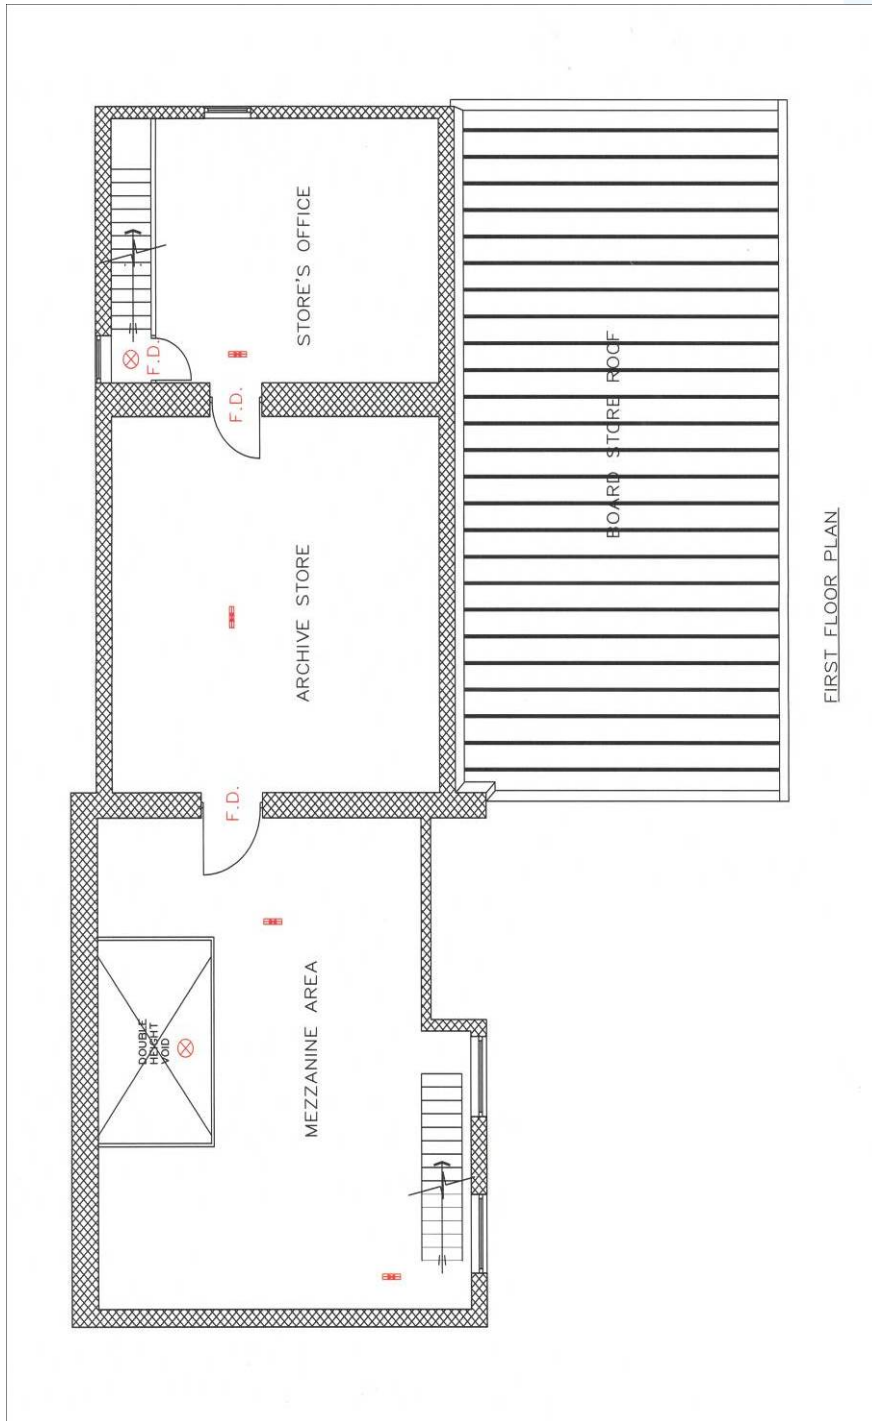 STORE'S OFFICE
F.D.
F.D.
ARCHIVE STORE
F.D.
MEZZANINE AREA
DOUBLE
HEIGHT
VOID
BOARD STORE ROOF
FIRST FLOOR PLAN